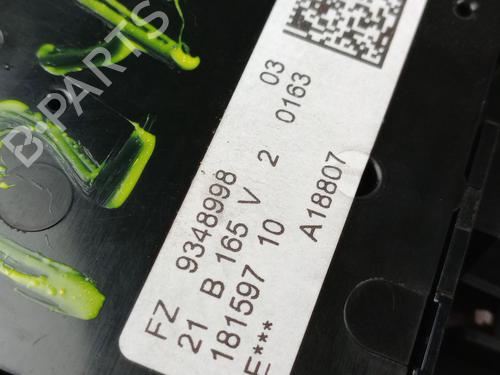 FZ 9348998 03
21 B 165 V 2 0163
181597 10 A18807
E***
B-PARTS